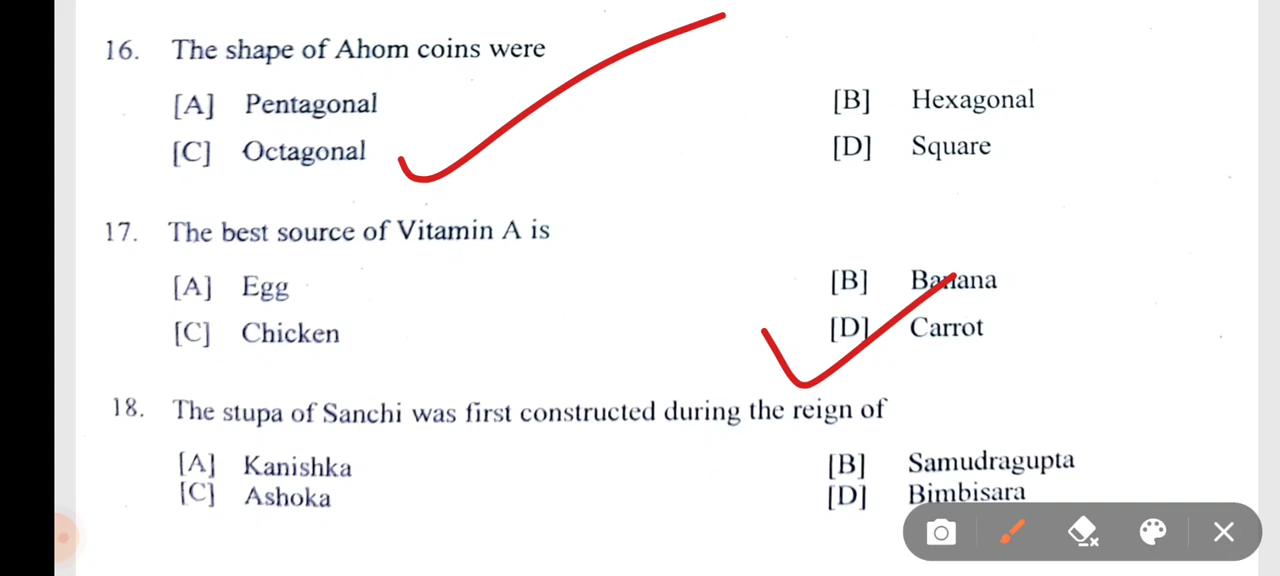 16. The shape of Ahom coins were
[A] Pentagonal [B] Hexagonal
[C] Octagonal [D] Square
17. The best source of Vitamin A is
[A] Egg [B] Banana
[C] Chicken [D] Carrot
18. The stupa of Sanchi was first constructed during the reign of
[A] Kanishka [B] Samudragupta
[C] Ashoka [D] Bimbisara